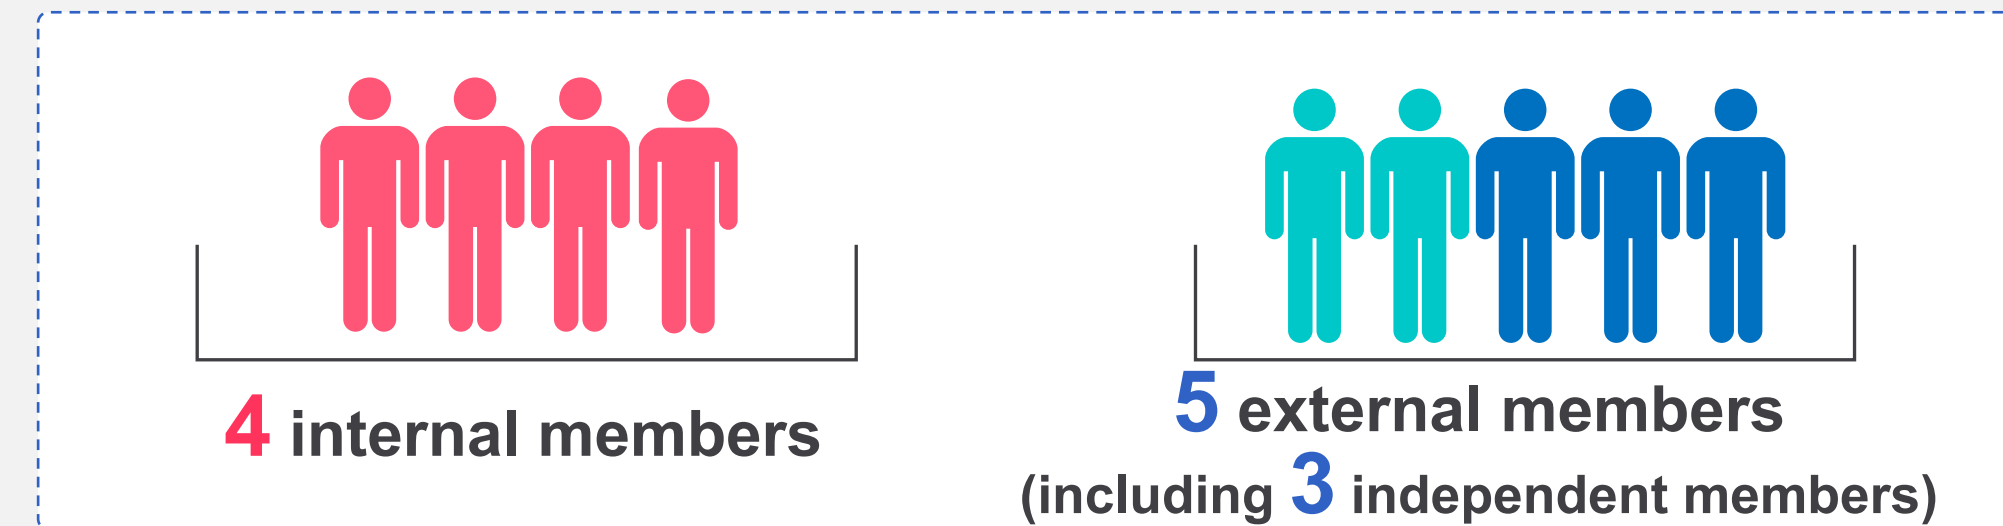 4 internal members
5 external members
(including 3 independent members)